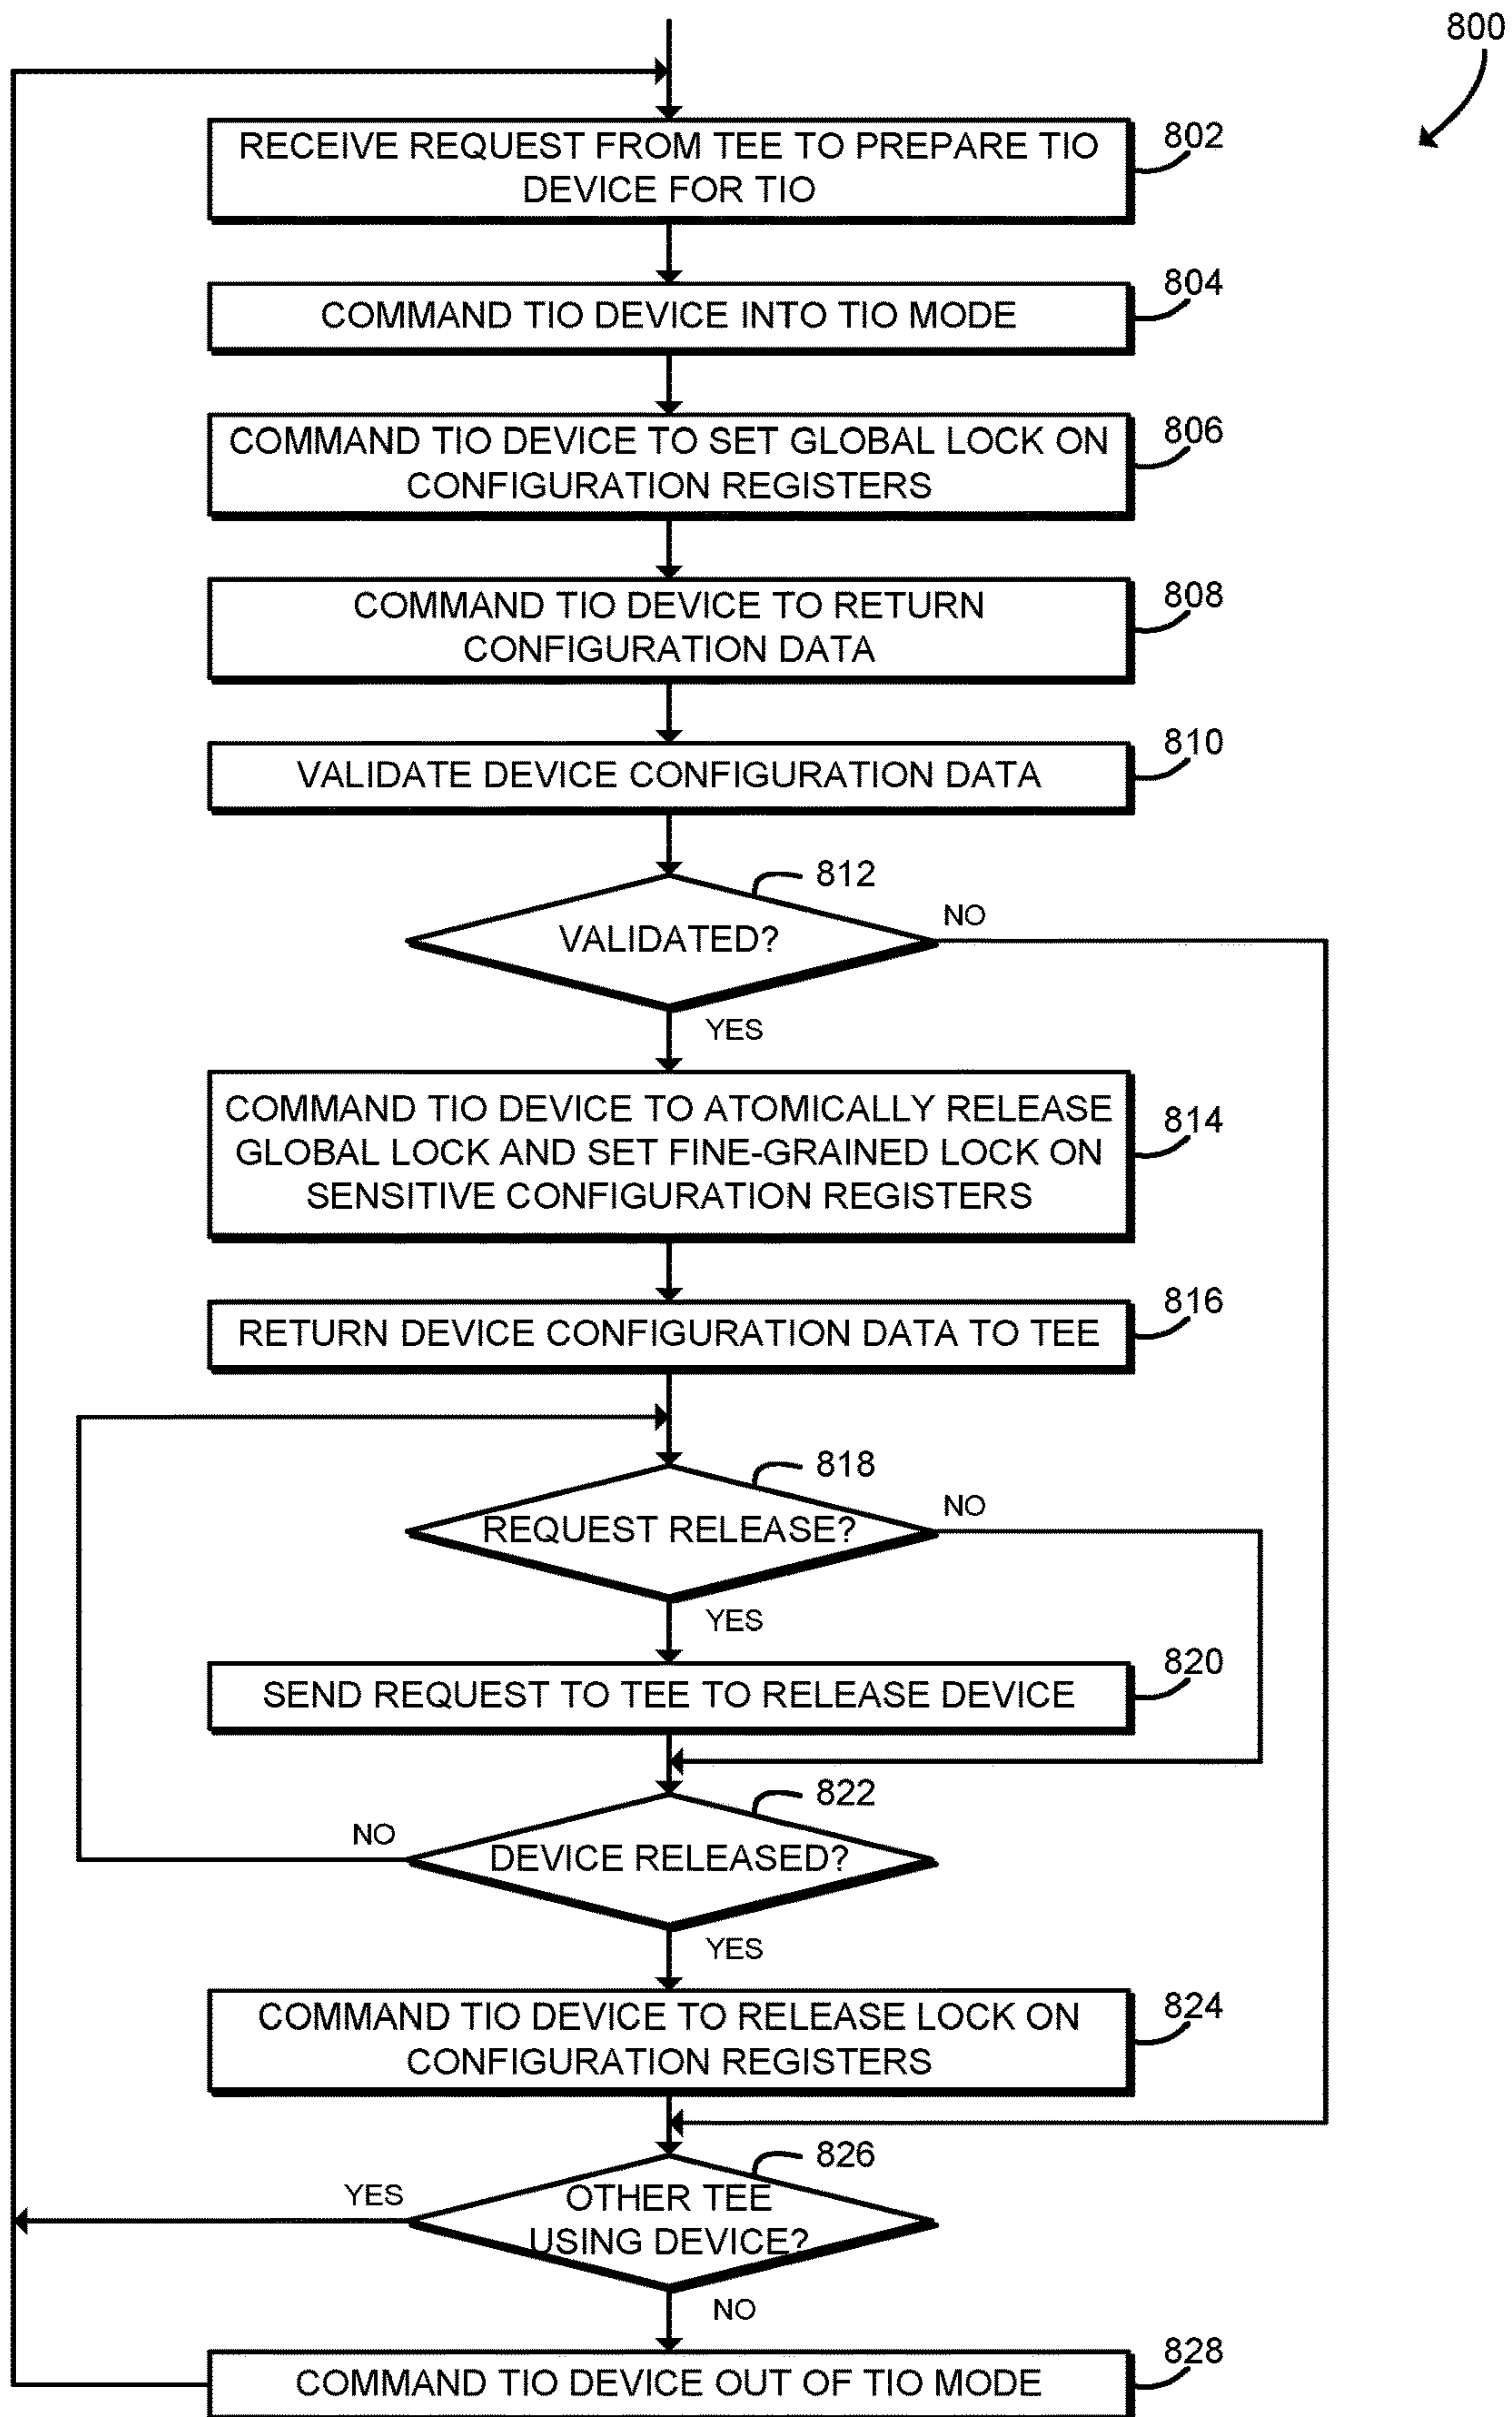 800
RECEIVE REQUEST FROM TEE TO PREPARE TIO
DEVICE FOR TIO
802
COMMAND TIO DEVICE INTO TIO MODE
804
COMMAND TIO DEVICE TO SET GLOBAL LOCK ON
CONFIGURATION REGISTERS
806
COMMAND TIO DEVICE TO RETURN
CONFIGURATION DATA
808
VALIDATE DEVICE CONFIGURATION DATA
810
812
VALIDATED?
NO
YES
COMMAND TIO DEVICE TO ATOMICALLY RELEASE
GLOBAL LOCK AND SET FINE-GRAINED LOCK ON
SENSITIVE CONFIGURATION REGISTERS
814
RETURN DEVICE CONFIGURATION DATA TO TEE
816
818
REQUEST RELEASE?
NO
YES
SEND REQUEST TO TEE TO RELEASE DEVICE
820
822
NO
DEVICE RELEASED?
YES
COMMAND TIO DEVICE TO RELEASE LOCK ON
CONFIGURATION REGISTERS
824
826
YES
OTHER TEE
USING DEVICE?
NO
COMMAND TIO DEVICE OUT OF TIO MODE
828